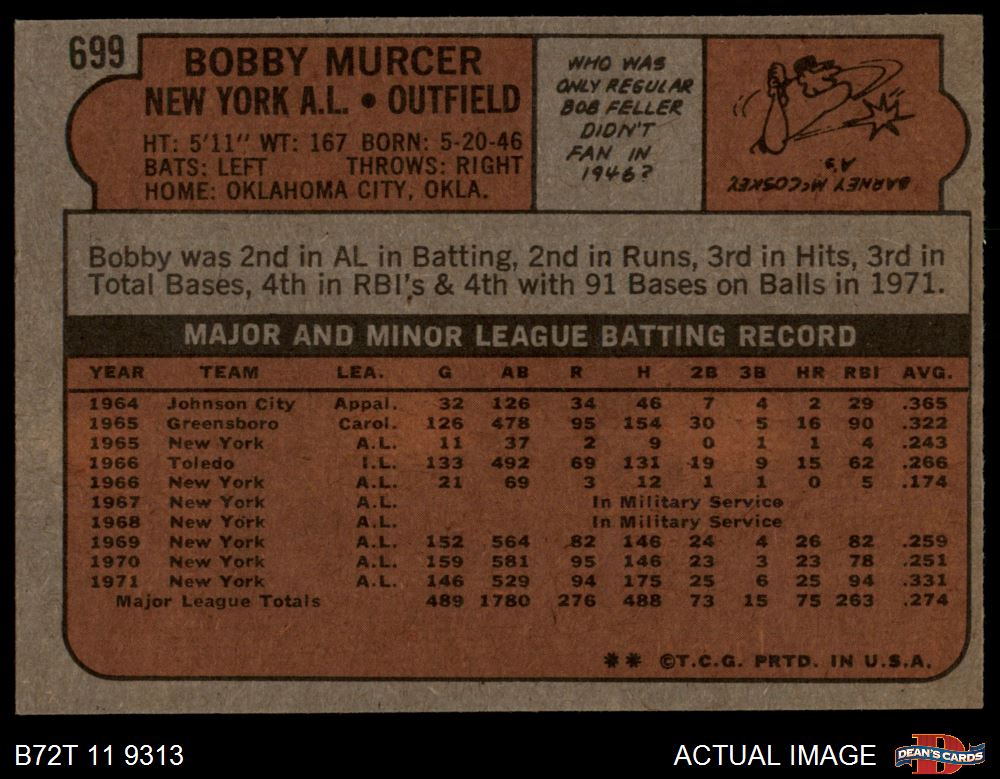 699
BOBBY MURCER
NEW YORK A.L. • OUTFIELD
HT: 5'11" WT: 167 BORN: 5-20-46
BATS: LEFT THROWS: RIGHT
HOME: OKLAHOMA CITY, OKLA.
WHO WAS
ONLY REGULAR
BOB FELLER
DIDN'T
FAN IN
1946?
BARNEY McCOSKEY
A's
Bobby was 2nd in AL in Batting, 2nd in Runs, 3rd in Hits, 3rd in
Total Bases, 4th in RBI's & 4th with 91 Bases on Balls in 1971.
MAJOR AND MINOR LEAGUE BATTING RECORD
YEAR TEAM LEA. G AB R H 2B 3B HR RBI AVG.
1964 Johnson City Appal. 32 126 34 46 7 4 2 29 .365
1965 Greensboro Carol. 126 478 95 154 30 5 16 90 .322
1965 New York A.L. 11 37 2 9 0 1 1 4 .243
1966 Toledo I.L. 133 492 69 131 19 9 15 62 .266
1966 New York A.L. 21 69 3 12 1 1 0 5 .174
1967 New York A.L. In Military Service
1968 New York A.L. In Military Service
1969 New York A.L. 152 564 82 146 24 4 26 82 .259
1970 New York A.L. 159 581 95 146 23 3 23 78 .251
1971 New York A.L. 146 529 94 175 25 6 25 94 .331
Major League Totals 489 1780 276 488 73 15 75 263 .274
** ©T.C.G. PRTD. IN U.S.A.
B72T 11 9313
ACTUAL IMAGE
D
DEAN'S CARDS